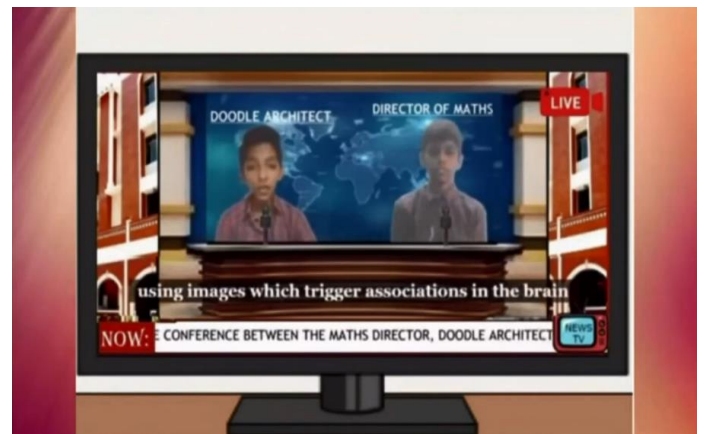 DOODLE ARCHITECT
DIRECTOR OF MATHS
LIVE
using images which trigger associations in the brain
NOW:
E CONFERENCE BETWEEN THE MATHS DIRECTOR, DOODLE ARCHITECT
NEWS
TV